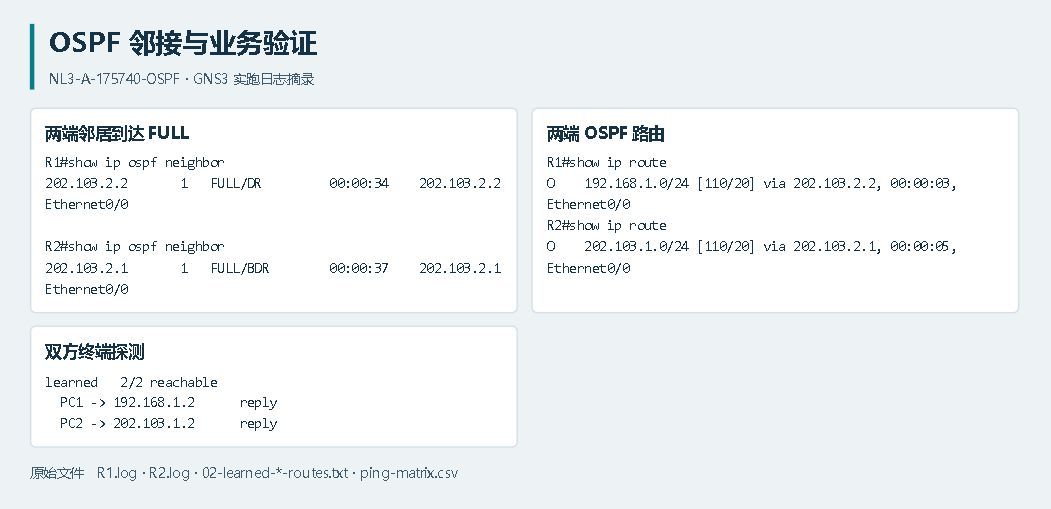 OSPF 邻接与业务验证
NL3-A-175740-OSPF · GNS3 实跑日志摘录
两端邻居到达 FULL
R1#show ip ospf neighbor
202.103.2.2 1 FULL/DR 00:00:34 202.103.2.2
Ethernet0/0
R2#show ip ospf neighbor
202.103.2.1 1 FULL/BDR 00:00:37 202.103.2.1
Ethernet0/0
两端 OSPF 路由
R1#show ip route
O 192.168.1.0/24 [110/20] via 202.103.2.2, 00:00:03,
Ethernet0/0
R2#show ip route
O 202.103.1.0/24 [110/20] via 202.103.2.1, 00:00:05,
Ethernet0/0
双方终端探测
learned 2/2 reachable
PC1 -> 192.168.1.2 reply
PC2 -> 202.103.1.2 reply
原始文件 R1.log · R2.log · 02-learned-*-routes.txt · ping-matrix.csv